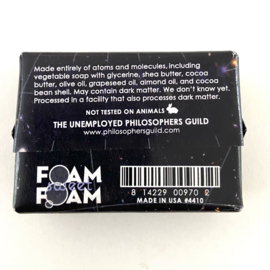 Made entirely of atoms and molecules, including
vegetable soap with glycerine, shea butter, cocoa
butter, olive oil, grapeseed oil, almond oil, and cocoa
bean shell. May contain dark matter. We don't know yet.
Processed in a facility that also processes dark matter.
NOT TESTED ON ANIMALS
THE UNEMPLOYED PHILOSOPHERS GUILD
www.philosophersguild.com
FOAM
sweet
FOAM
8 14229 00970 2
MADE IN USA #4410